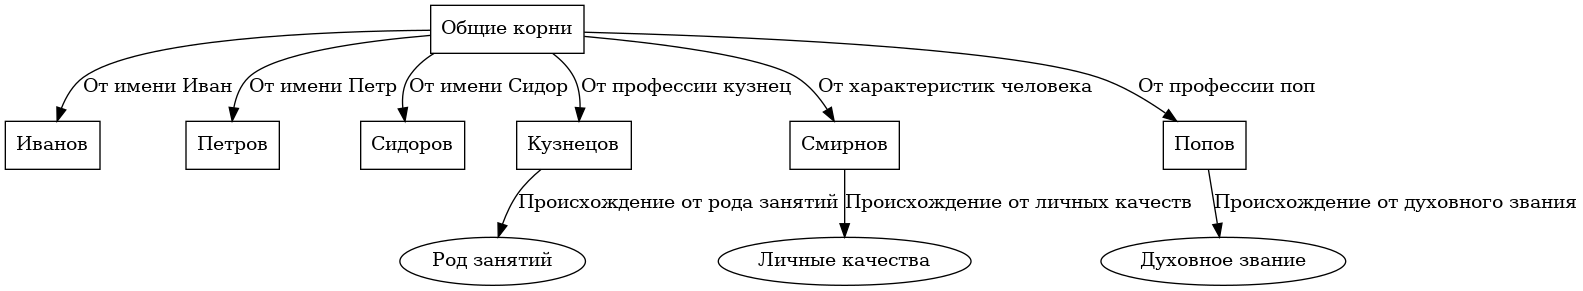 Общие корни
От имени Иван
От имени Петр
От имени Сидор
От профессии кузнец
От характеристик человека
От профессии поп
Иванов
Петров
Сидоров
Кузнецов
Смирнов
Попов
Происхождение от рода занятий
Происхождение от личных качеств
Происхождение от духовного звания
Род занятий
Личные качества
Духовное звание